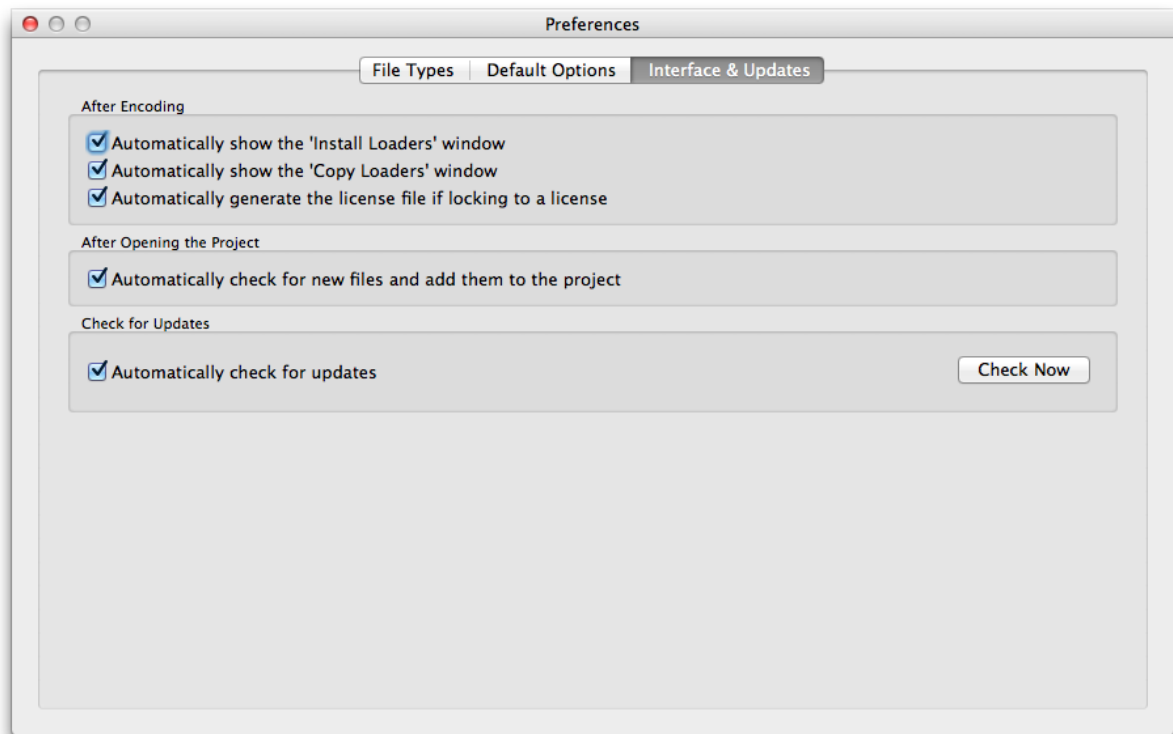 Preferences
File Types Default Options Interface & Updates
After Encoding
Automatically show the 'Install Loaders' window
Automatically show the 'Copy Loaders' window
Automatically generate the license file if locking to a license
After Opening the Project
Automatically check for new files and add them to the project
Check for Updates
Automatically check for updates Check Now